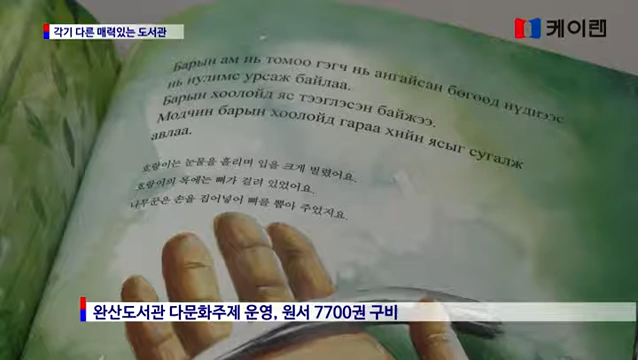 각기 다른 매력있는 도서관
케이렌
Барын ам нь томоо гэгч нь ангайсан бөгөөд нүднээс
нь нулимс урсаж байлаа.
Барын хоолойд яс тээглэсэн байжээ.
Модчин барын хоолойд гараа хийн ясыг сугалж
авлаа.
호랑이는 눈물을 흘리며 입을 크게 벌렸어요.
호랑이의 목에는 뼈가 걸려 있었어요.
나무꾼은 손을 집어넣어 뼈를 뽑아 주었지요.
완산도서관 다문화주제 운영, 원서 7700권 구비